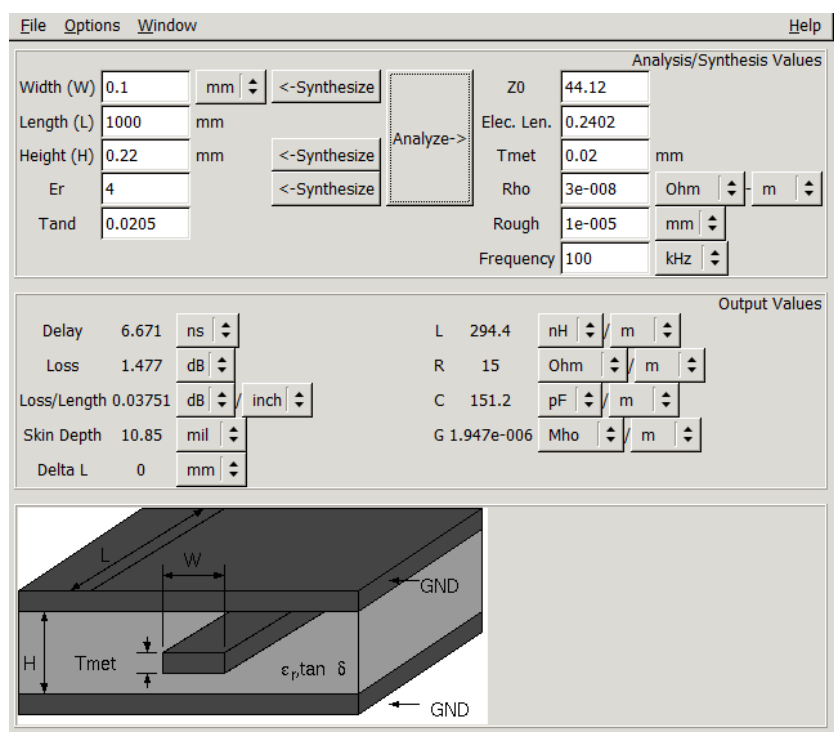 File Options Window Help
Analysis/Synthesis Values
Width (W) 0.1 mm <-Synthesize Z0 44.12
Length (L) 1000 mm Analyze-> Elec. Len. 0.2402
Height (H) 0.22 mm <-Synthesize Tmet 0.02 mm
Er 4 <-Synthesize Rho 3e-008 Ohm - m
Tand 0.0205 Rough 1e-005 mm
Frequency 100 kHz
Output Values
Delay 6.671 ns L 294.4 nH / m
Loss 1.477 dB R 15 Ohm / m
Loss/Length 0.03751 dB / inch C 151.2 pF / m
Skin Depth 10.85 mil G 1.947e-006 Mho / m
Delta L 0 mm
L
W
GND
H Tmet εr,tan δ
GND